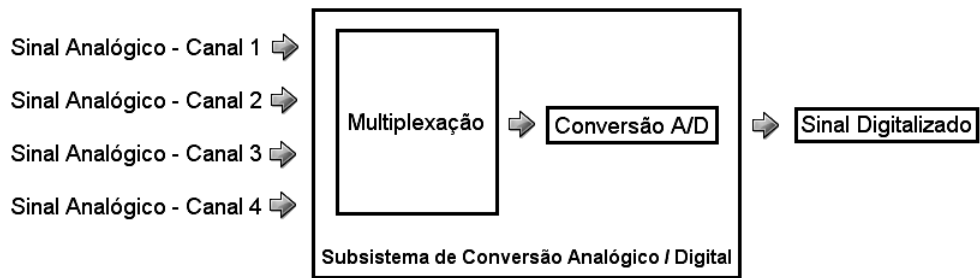 Sinal Analógico - Canal 1
Sinal Analógico - Canal 2
Sinal Analógico - Canal 3
Sinal Analógico - Canal 4
Multiplexação
Conversão A/D
Sinal Digitalizado
Subsistema de Conversão Analógico / Digital